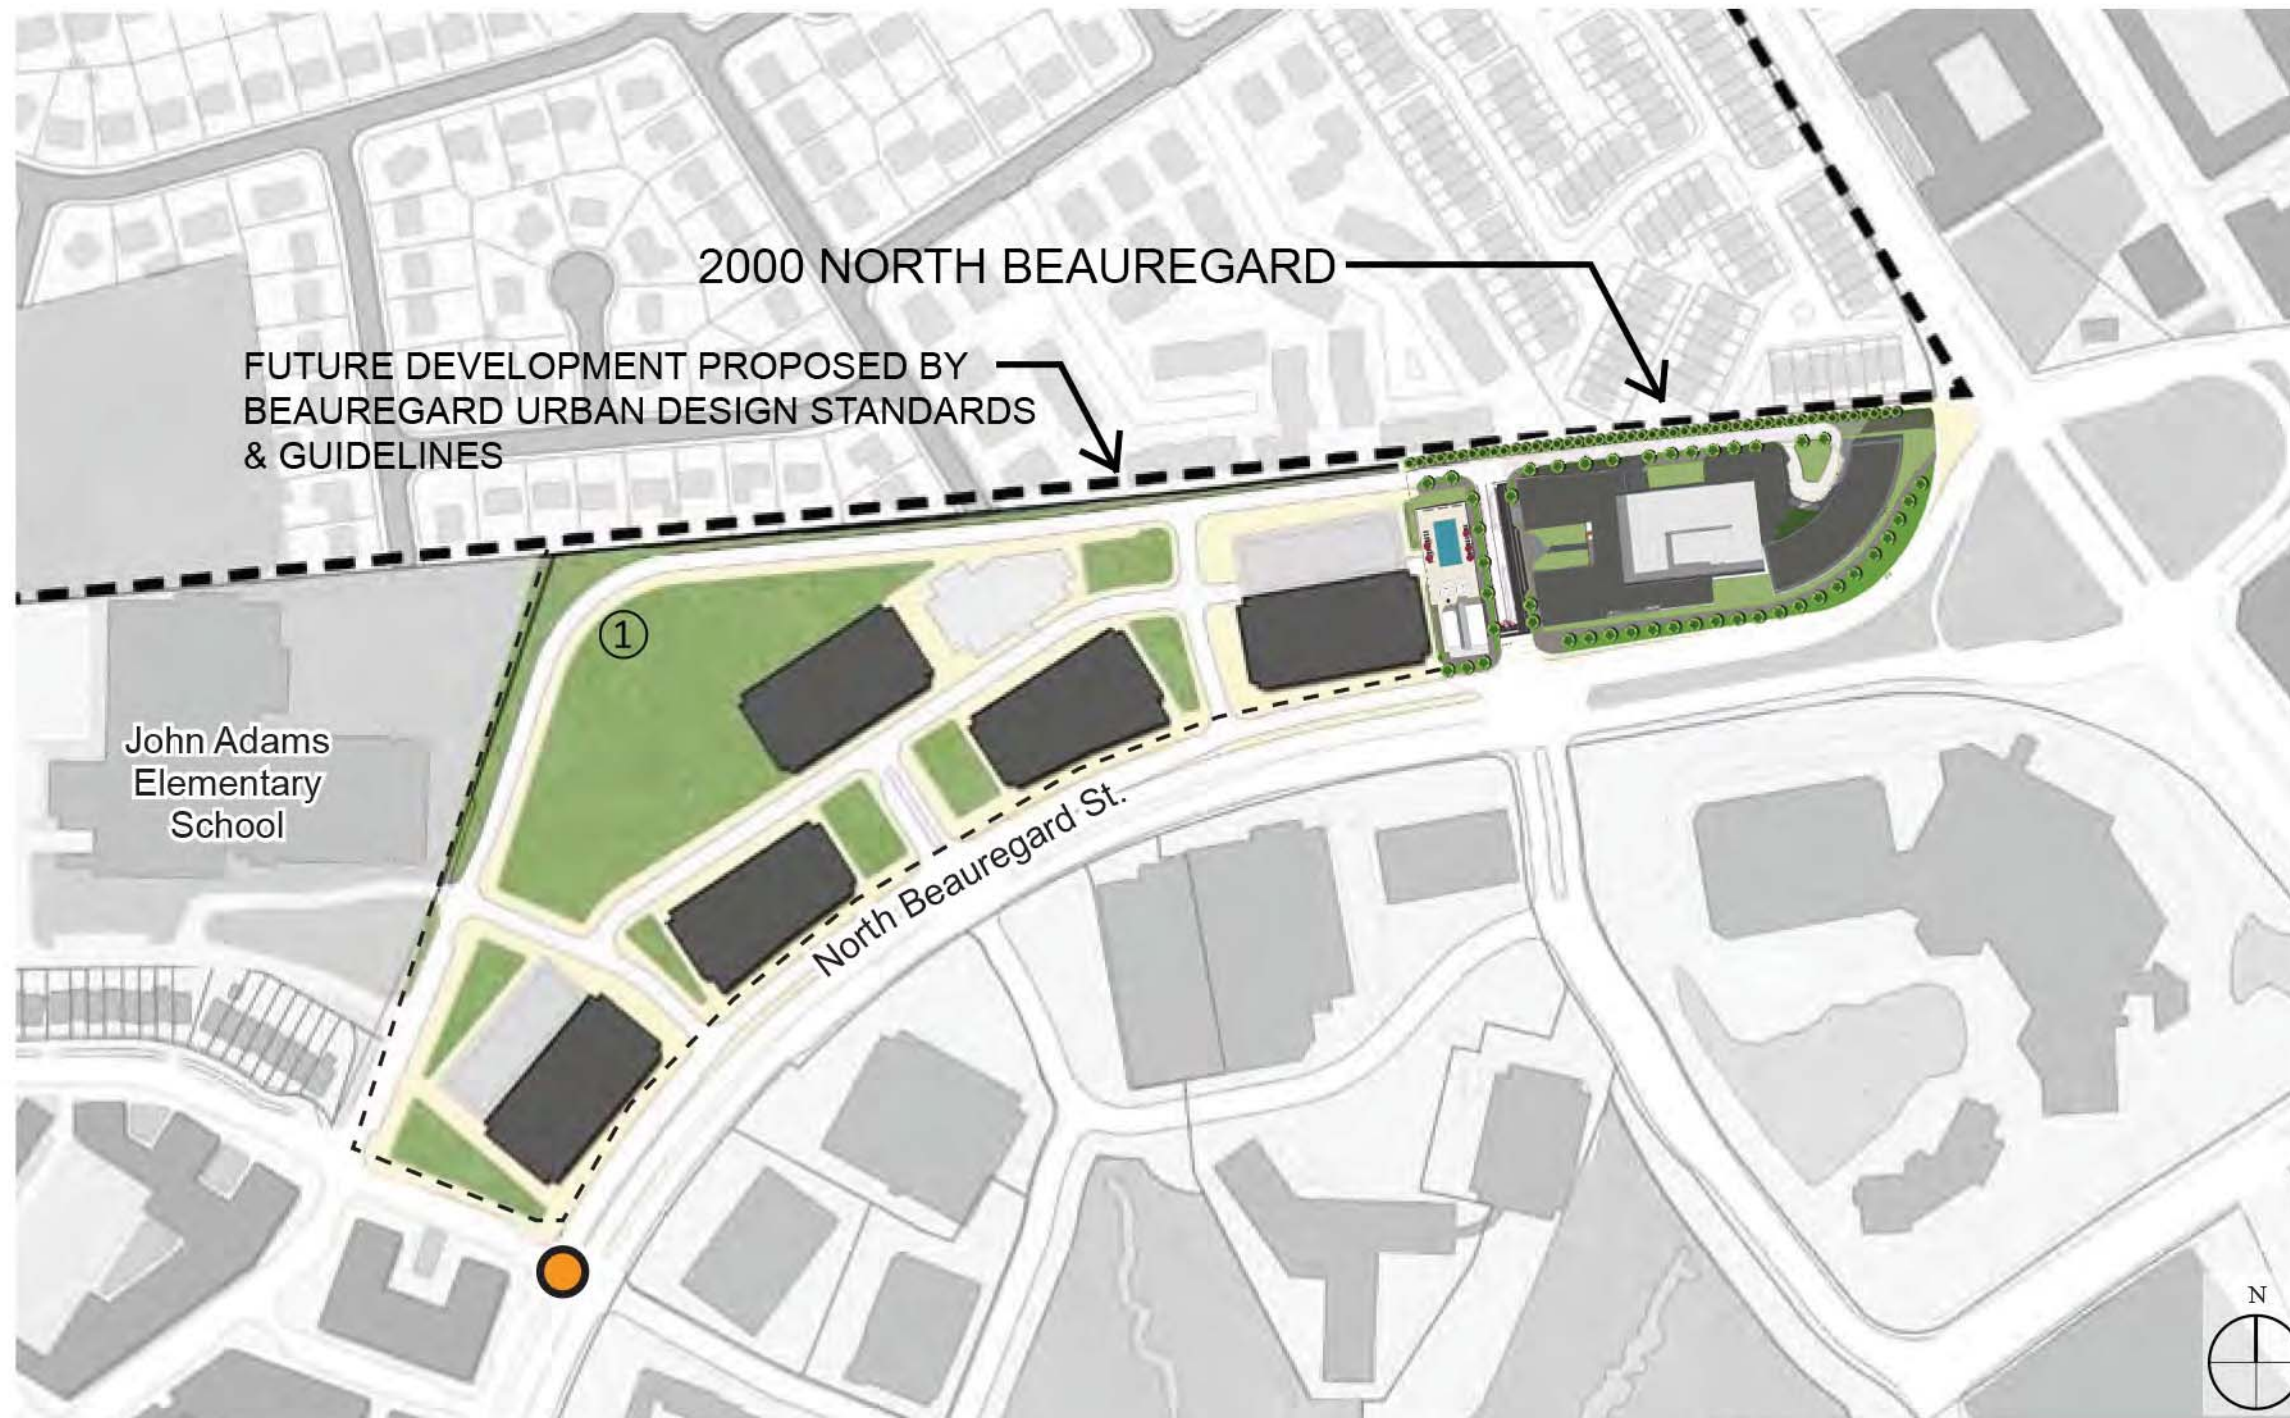 2000 NORTH BEAUREGARD
FUTURE DEVELOPMENT PROPOSED BY
BEAUREGARD URBAN DESIGN STANDARDS
& GUIDELINES
1
John Adams
Elementary
School
North Beauregard St.
N